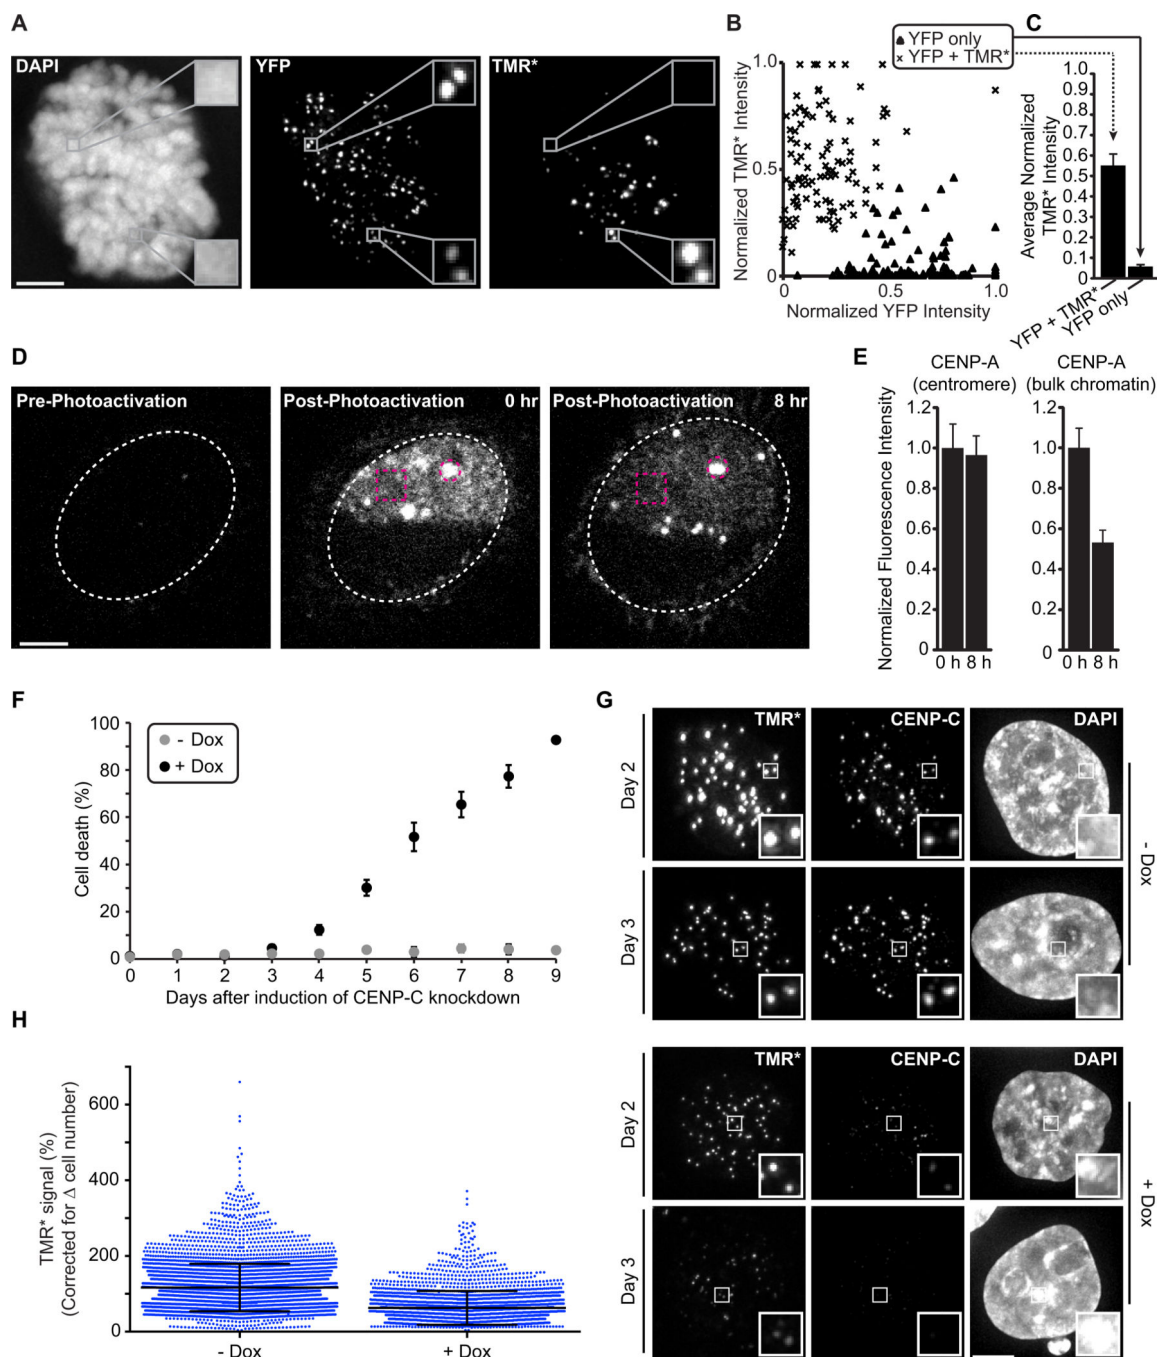 A
DAPI
YFP
TMR*
B
YFP only
YFP + TMR*
Normalized TMR* Intensity
1.0
0.5
0
0
0.5
1.0
Normalized YFP Intensity
C
Average Normalized
TMR* Intensity
1.0
0.9
0.8
0.7
0.6
0.5
0.4
0.3
0.2
0.1
0
YFP + TMR*
YFP only
D
Pre-Photoactivation
Post-Photoactivation 0 hr
Post-Photoactivation 8 hr
E
CENP-A
(centromere)
CENP-A
(bulk chromatin)
Normalized Fluorescence Intensity
1.2
1.0
0.8
0.6
0.4
0.2
0
0 h 8 h
1.2
1.0
0.8
0.6
0.4
0.2
0
0 h 8 h
F
- Dox
+ Dox
Cell death (%)
100
80
60
40
20
0
0 1 2 3 4 5 6 7 8 9
Days after induction of CENP-C knockdown
G
TMR*
CENP-C
DAPI
Day 2
Day 3
- Dox
TMR*
CENP-C
DAPI
Day 2
Day 3
+ Dox
H
TMR* signal (%)
(Corrected for Δ cell number)
600
400
200
0
- Dox
+ Dox